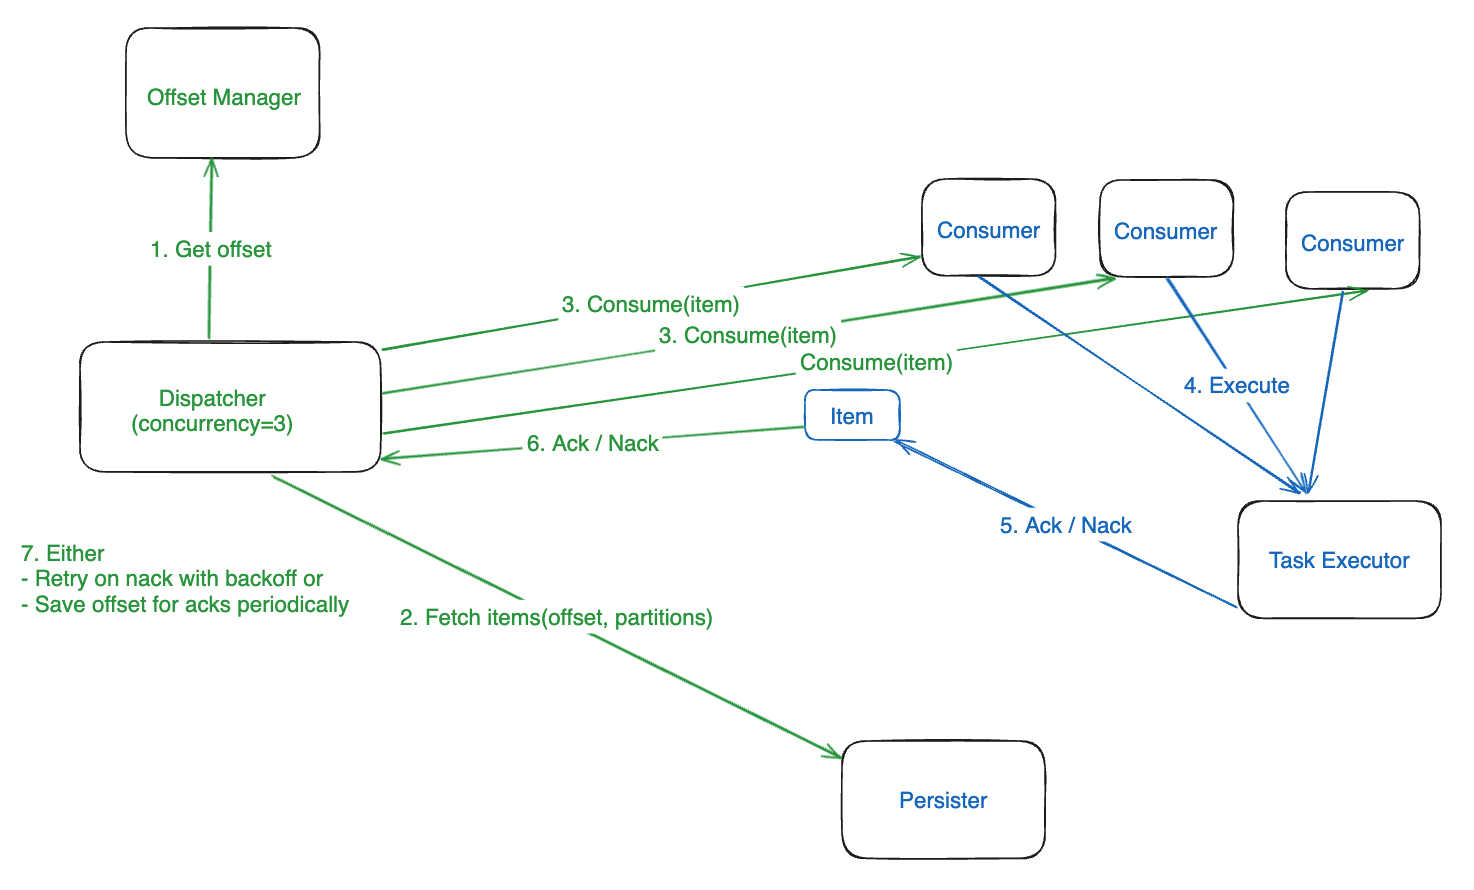 Offset Manager
1. Get offset
Consumer
Consumer
Consumer
3. Consume(item)
3. Consume(item)
Consume(item)
Dispatcher
(concurrency=3)
4. Execute
Item
6. Ack / Nack
5. Ack / Nack
Task Executor
7. Either
- Retry on nack with backoff or
- Save offset for acks periodically
2. Fetch items(offset, partitions)
Persister